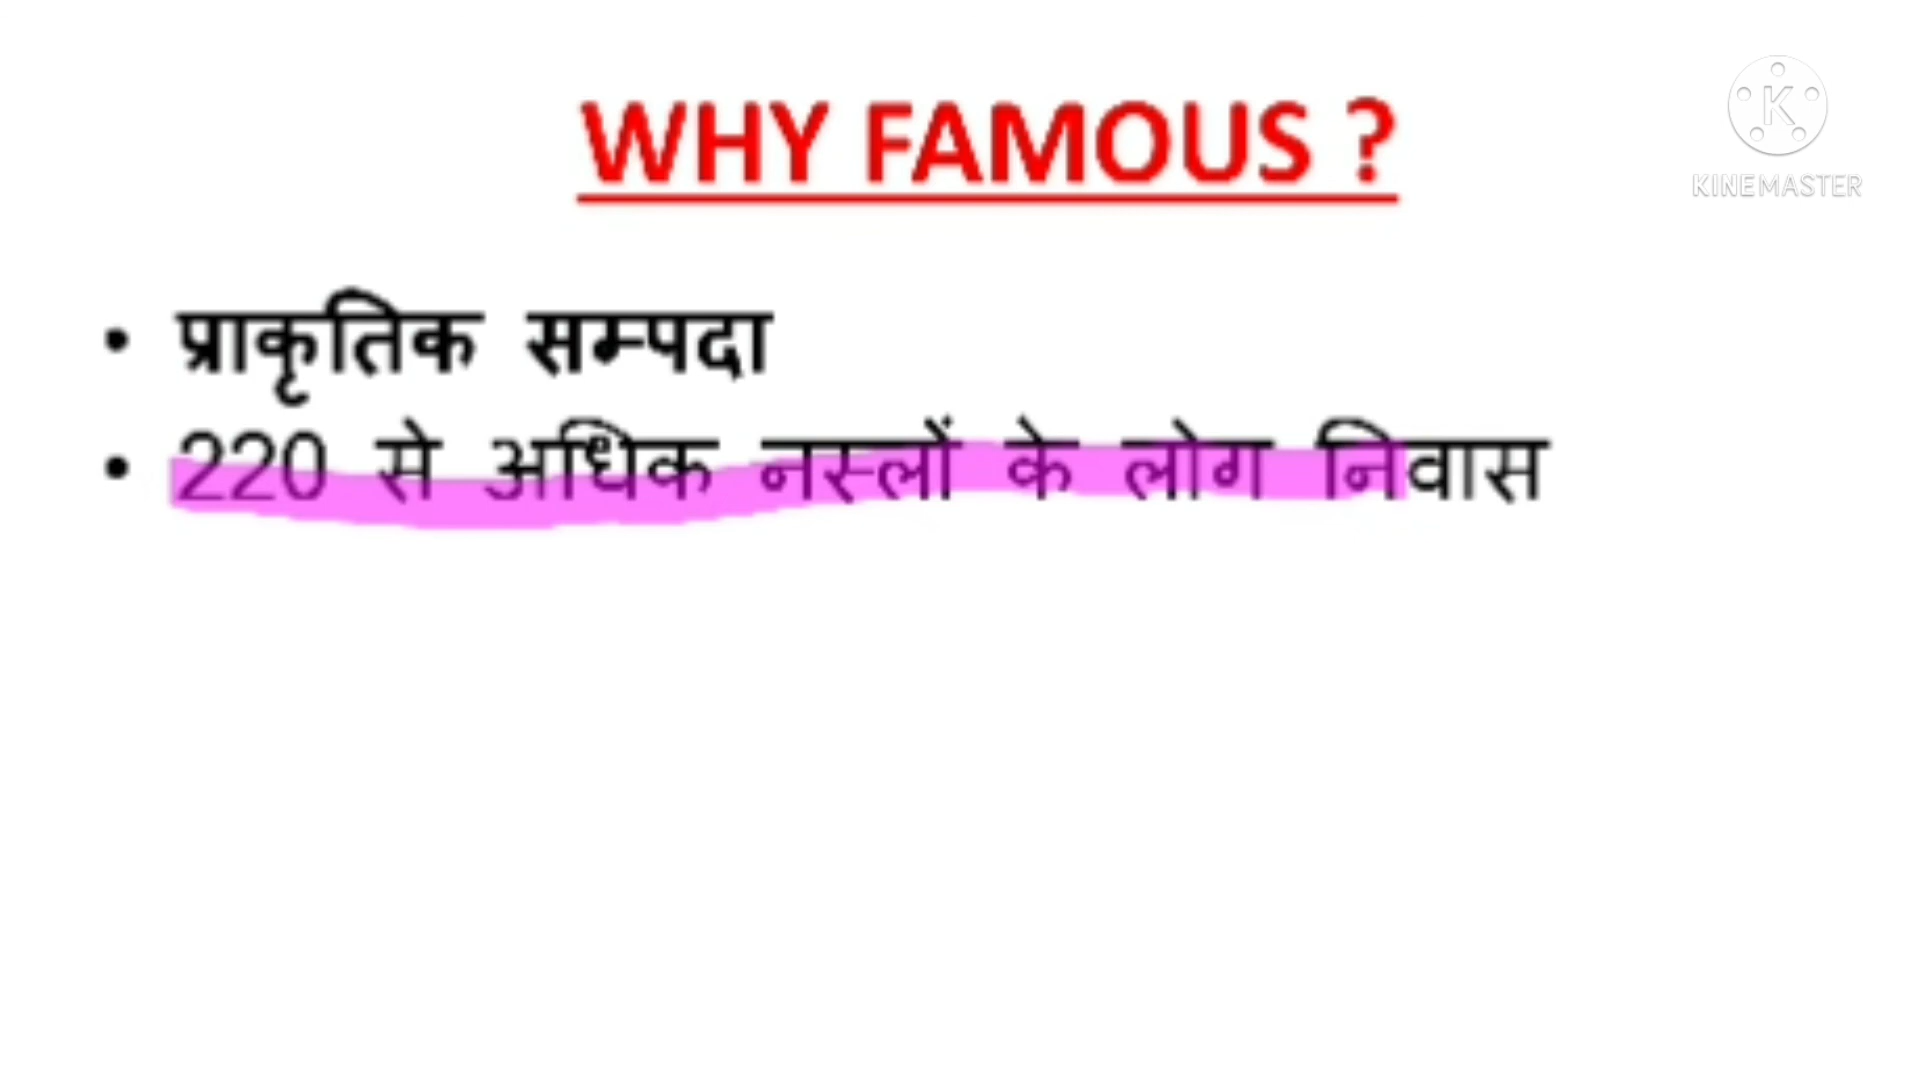 WHY FAMOUS ?
K
KINEMASTER
• प्राकृतिक सम्पदा
• 220 से अधिक नस्लों के लोग निवास